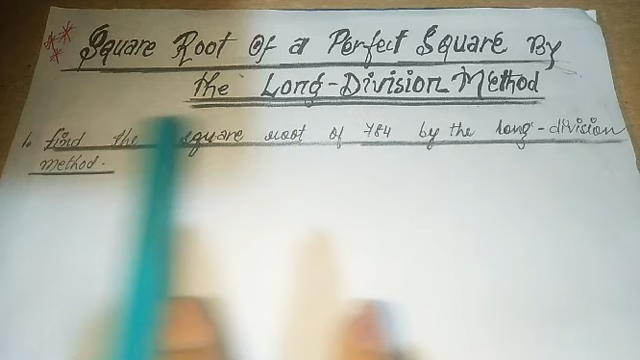 Square Root Of a Perfect Square By
the Long-Division Method
1. find the square root of 784 by the long-division
method.